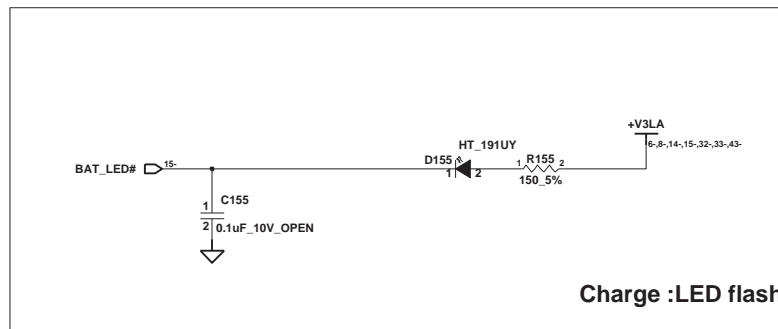 +V3LA
6-,8-,14-,15-,32-,33-,43-
HT_191UY
BAT_LED#
15-
D155
1
2
1
R155
2
150_5%
C155
1
2
0.1uF_10V_OPEN
Charge :LED flash